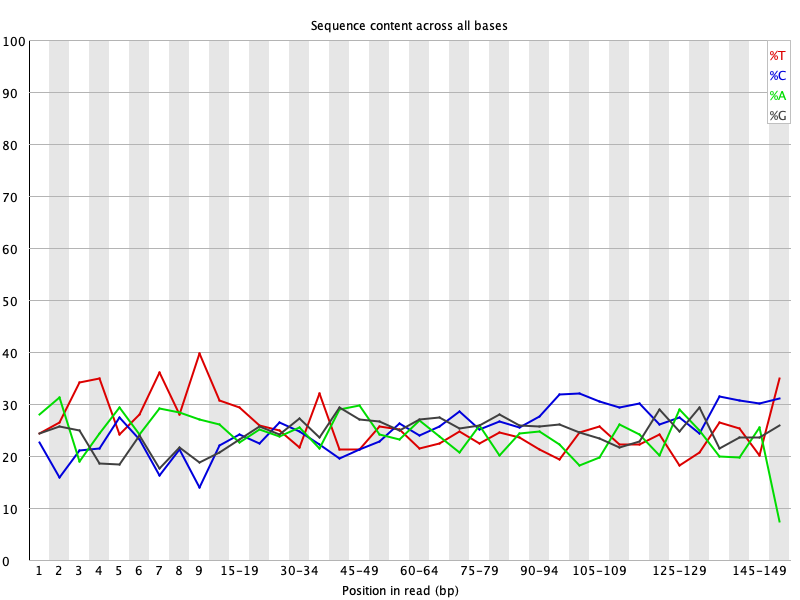 Sequence content across all bases
100
90
80
70
60
50
40
30
20
10
0
%T
%C
%A
%G
1 2 3 4 5 6 7 8 9 15-19 30-34 45-49 60-64 75-79 90-94 105-109 125-129 145-149
Position in read (bp)